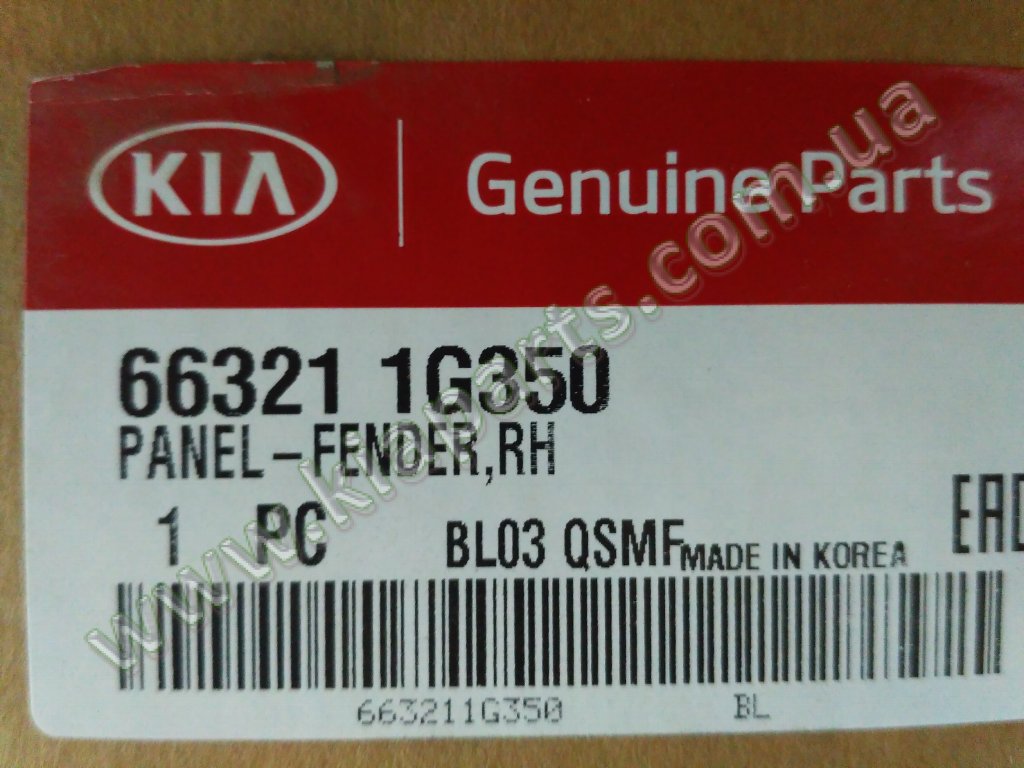 KIA Genuine Parts
66321 1G350
PANEL-FENDER,RH
1 PC BL03 QSMF MADE IN KOREA EAC
663211G350 BL
www.kiaparts.com.ua